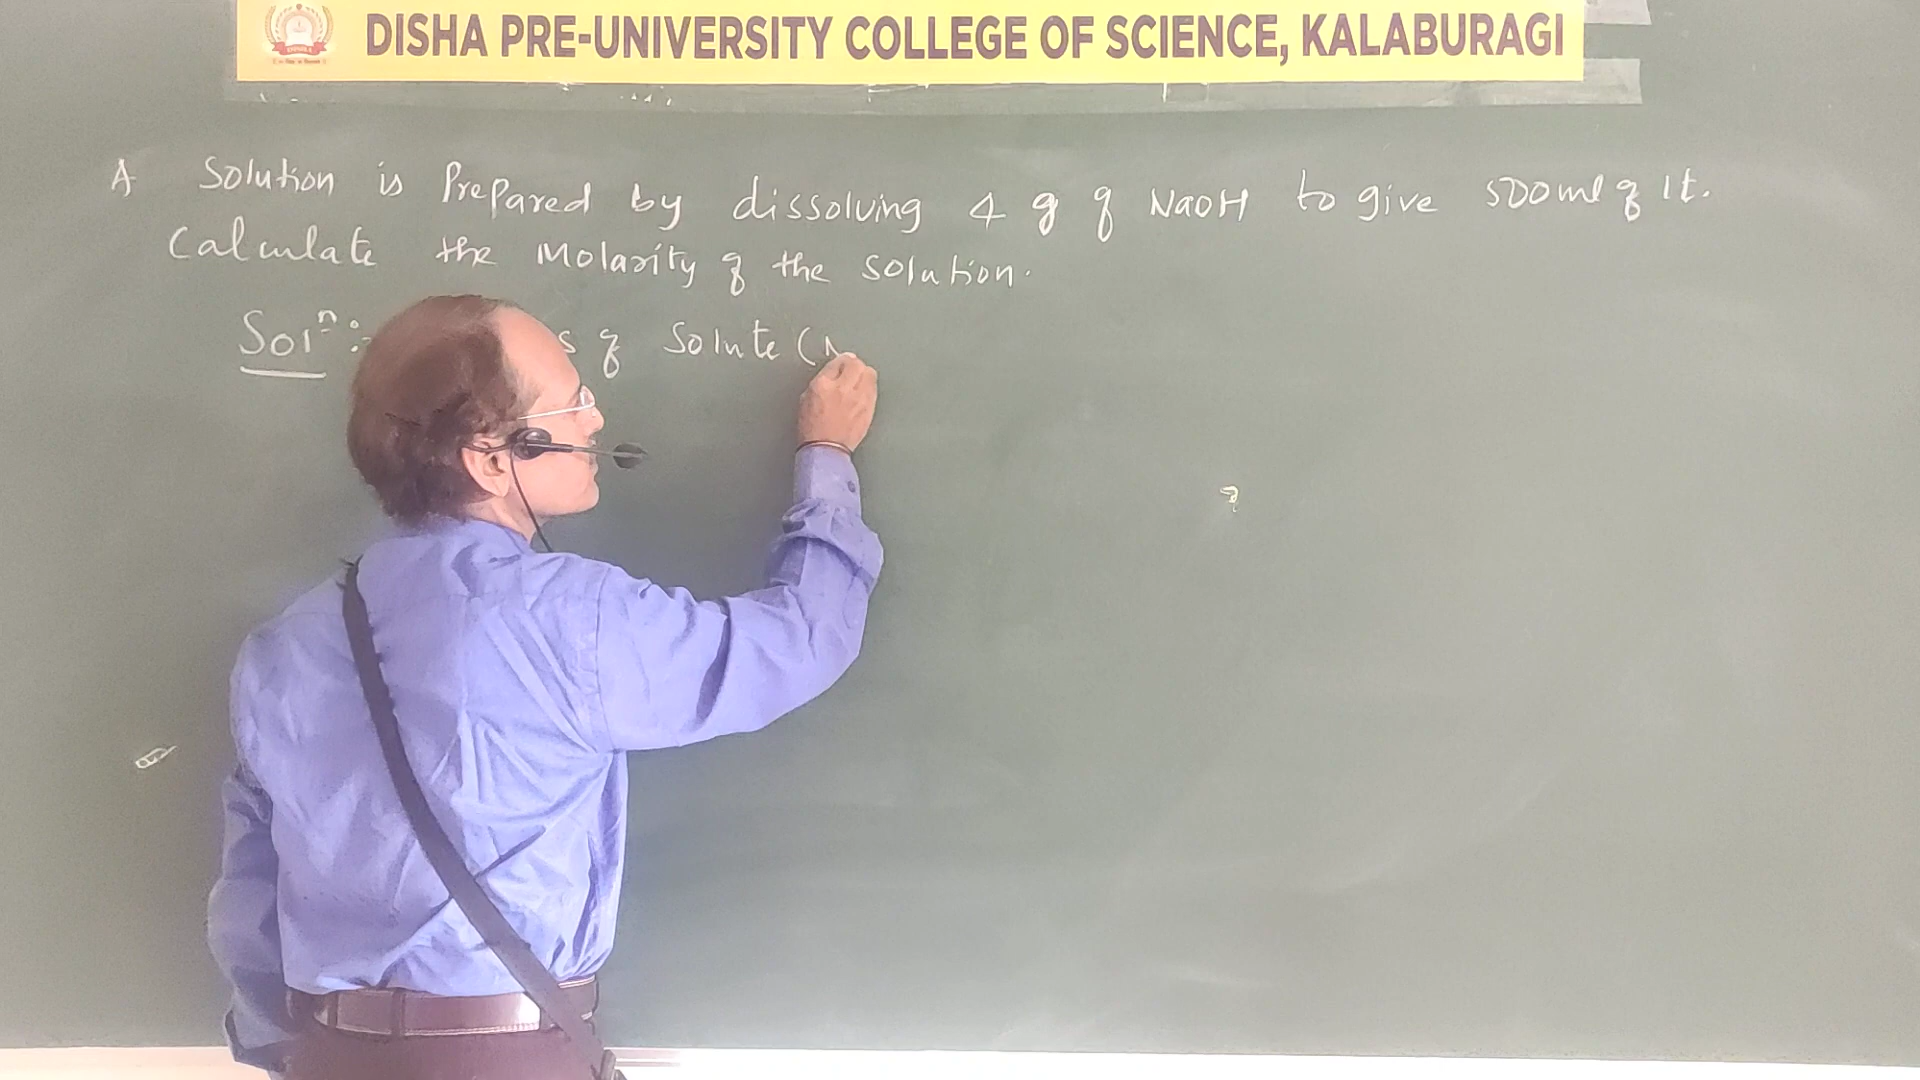 DISHA PRE-UNIVERSITY COLLEGE OF SCIENCE, KALABURAGI
A Solution is Prepared by dissolving 4 g of NaOH to give 500ml of it.
Calculate the Molarity of the solution.
Solⁿ:- s of Solute (N